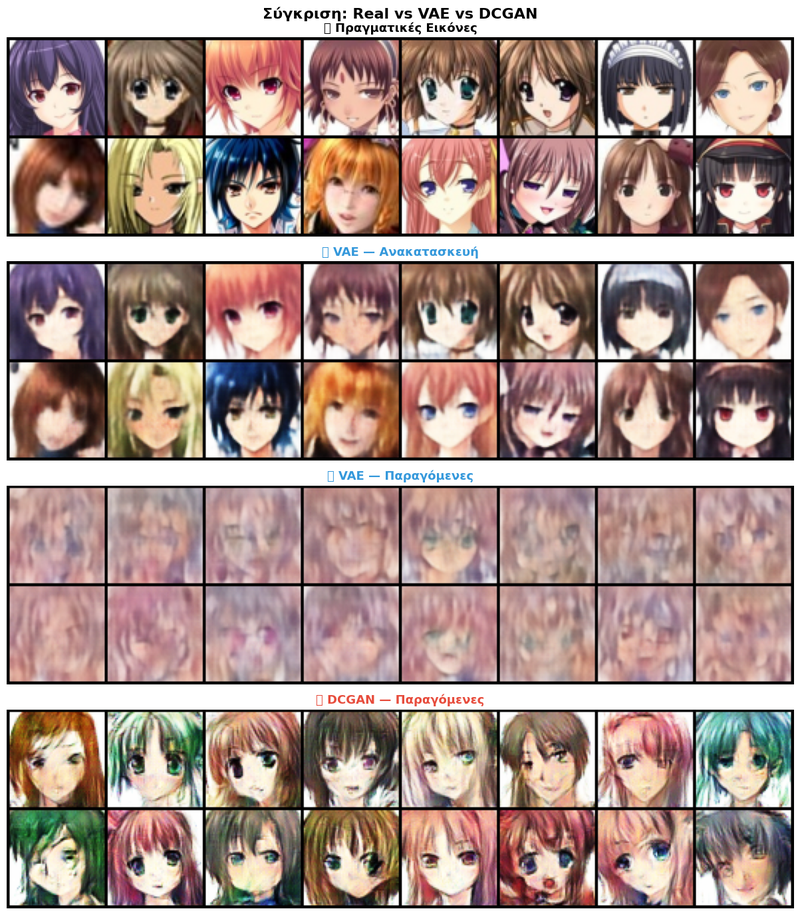 Σύγκριση: Real vs VAE vs DCGAN
Πραγματικές Εικόνες
VAE — Ανακατασκευή
VAE — Παραγόμενες
DCGAN — Παραγόμενες